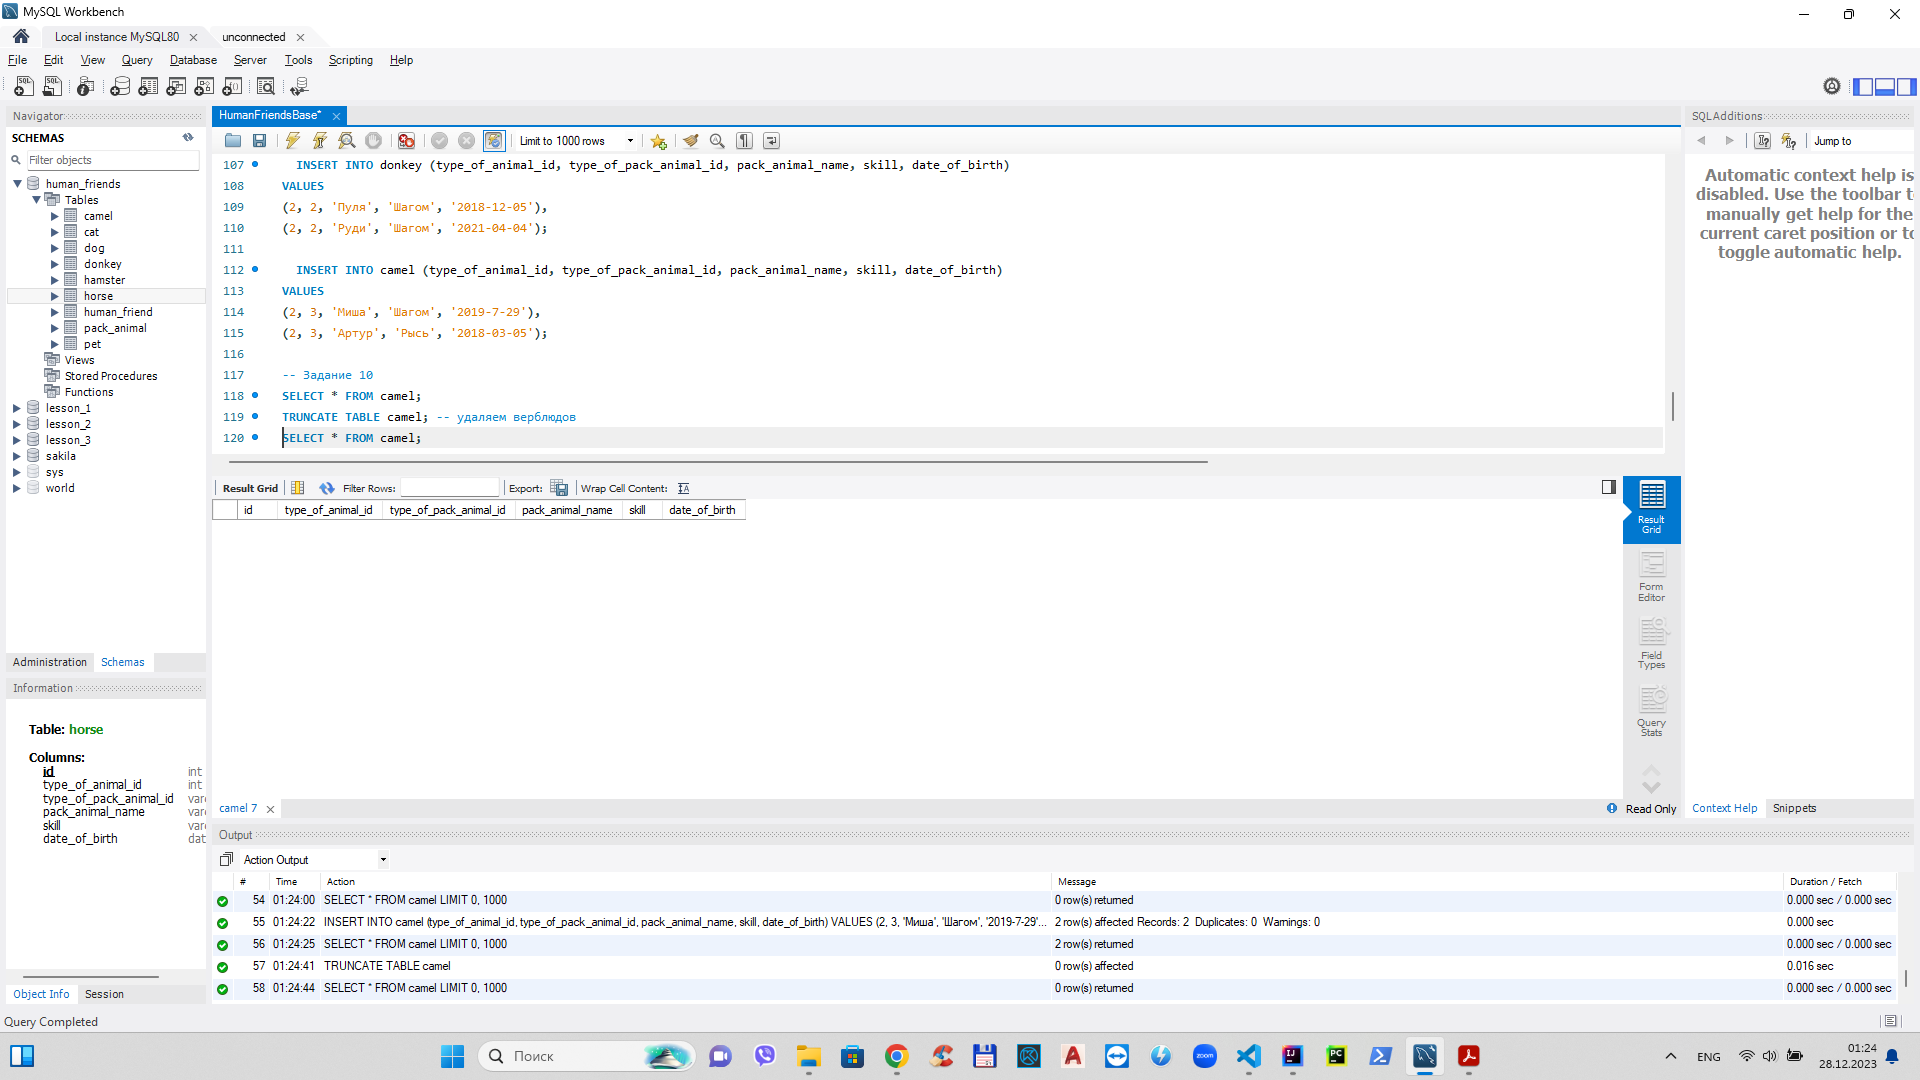 MySQL Workbench
Local instance MySQL80
unconnected
File Edit View Query Database Server Tools Scripting Help
Navigator
SCHEMAS
Filter objects
human_friends
Tables
camel
cat
dog
donkey
hamster
horse
human_friend
pack_animal
pet
Views
Stored Procedures
Functions
lesson_1
lesson_2
lesson_3
sakila
sys
world
Administration Schemas
Information
Table: horse
Columns:
id int
type_of_animal_id int
type_of_pack_animal_id varc
pack_animal_name varc
skill varc
date_of_birth dat
Object Info Session
Query Completed
HumanFriendsBase*
Limit to 1000 rows
107 INSERT INTO donkey (type_of_animal_id, type_of_pack_animal_id, pack_animal_name, skill, date_of_birth)
108 VALUES
109 (2, 2, 'Пуля', 'Шагом', '2018-12-05'),
110 (2, 2, 'Руди', 'Шагом', '2021-04-04');
111
112 INSERT INTO camel (type_of_animal_id, type_of_pack_animal_id, pack_animal_name, skill, date_of_birth)
113 VALUES
114 (2, 3, 'Миша', 'Шагом', '2019-7-29'),
115 (2, 3, 'Артур', 'Рысь', '2018-03-05');
116
117 -- Задание 10
118 SELECT * FROM camel;
119 TRUNCATE TABLE camel; -- удаляем верблюдов
120 SELECT * FROM camel;
Result Grid Filter Rows: Export: Wrap Cell Content:
id type_of_animal_id type_of_pack_animal_id pack_animal_name skill date_of_birth
Result
Grid
Form
Editor
Field
Types
Query
Stats
camel 7
Read Only
SQLAdditions
Jump to
Automatic context help is
disabled. Use the toolbar t
manually get help for the
current caret position or to
toggle automatic help.
Context Help Snippets
Output
Action Output
# Time Action Message Duration / Fetch
54 01:24:00 SELECT * FROM camel LIMIT 0, 1000 0 row(s) returned 0.000 sec / 0.000 sec
55 01:24:22 INSERT INTO camel (type_of_animal_id, type_of_pack_animal_id, pack_animal_name, skill, date_of_birth) VALUES (2, 3, 'Миша', 'Шагом', '2019-7-29'... 2 row(s) affected Records: 2 Duplicates: 0 Warnings: 0 0.000 sec
56 01:24:25 SELECT * FROM camel LIMIT 0, 1000 2 row(s) returned 0.000 sec / 0.000 sec
57 01:24:41 TRUNCATE TABLE camel 0 row(s) affected 0.016 sec
58 01:24:44 SELECT * FROM camel LIMIT 0, 1000 0 row(s) returned 0.000 sec / 0.000 sec
Поиск
zoom
IJ
PC
ENG
01:24
28.12.2023